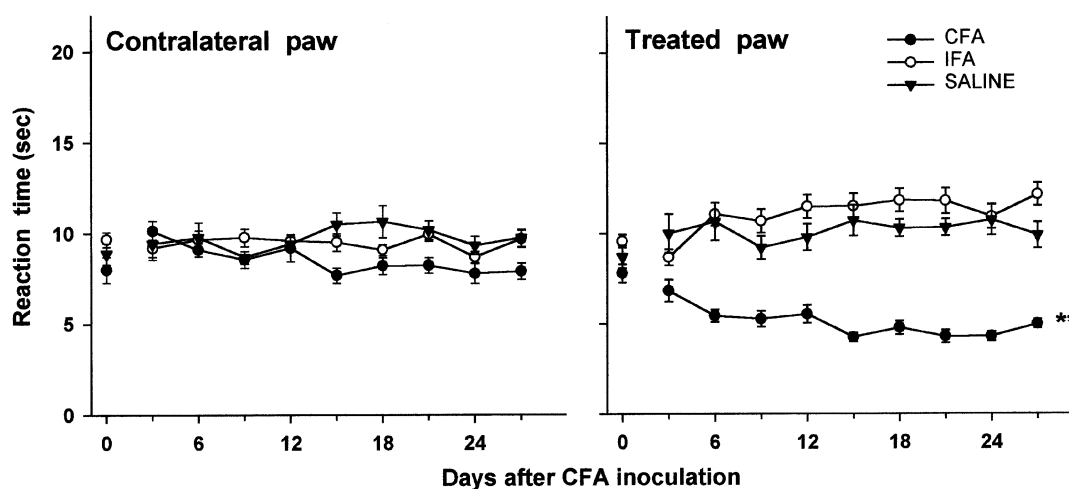 Contralateral paw
Treated paw
CFA
IFA
SALINE
Reaction time (sec)
20
15
10
5
0
0 6 12 18 24
0 6 12 18 24
**
Days after CFA inoculation